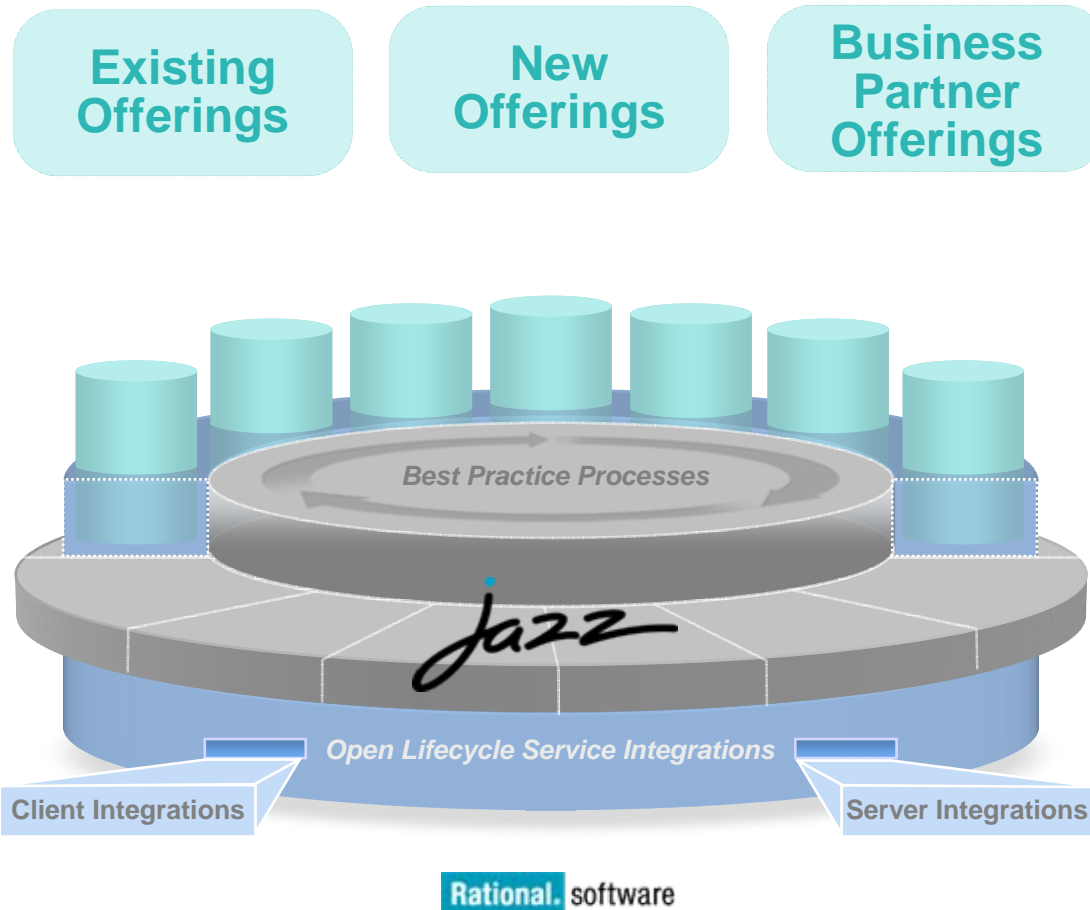 Existing
Offerings
New
Offerings
Business
Partner
Offerings
Best Practice Processes
jazz
Open Lifecycle Service Integrations
Client Integrations
Server Integrations
Rational. software